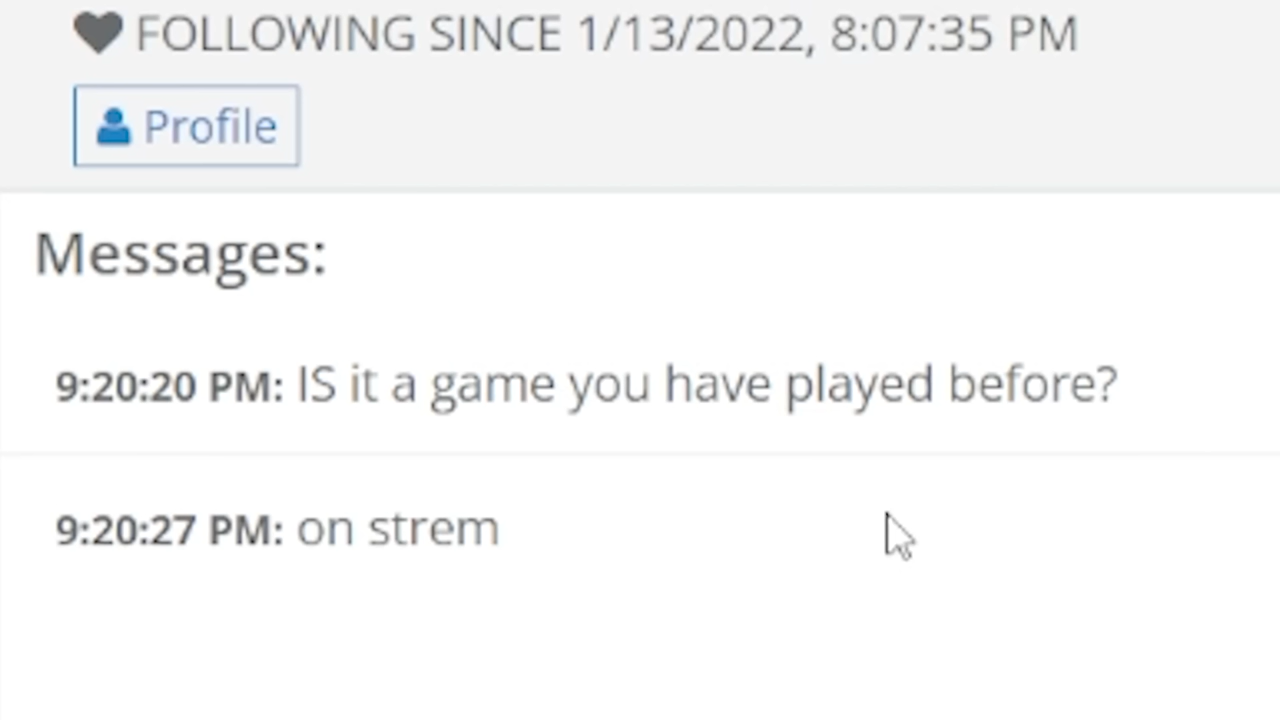 FOLLOWING SINCE 1/13/2022, 8:07:35 PM
Profile
Messages:
9:20:20 PM: IS it a game you have played before?
9:20:27 PM: on strem